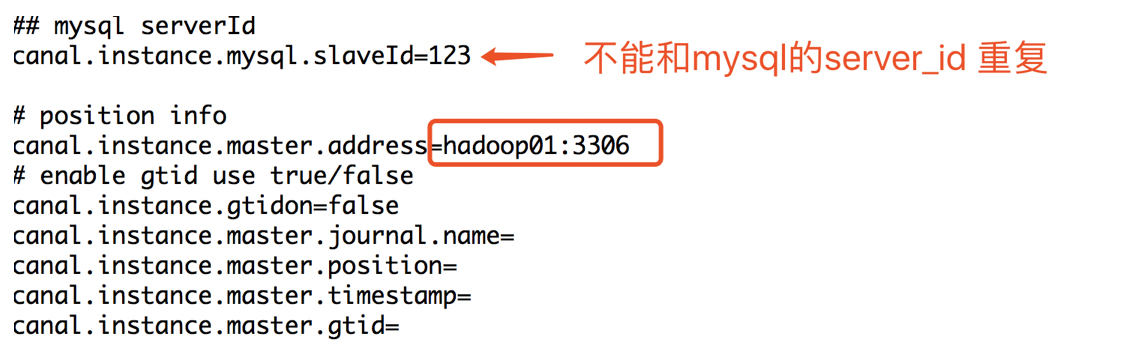 ## mysql serverId
canal.instance.mysql.slaveId=123 不能和mysql的server_id 重复
# position info
canal.instance.master.address=hadoop01:3306
# enable gtid use true/false
canal.instance.gtidon=false
canal.instance.master.journal.name=
canal.instance.master.position=
canal.instance.master.timestamp=
canal.instance.master.gtid=